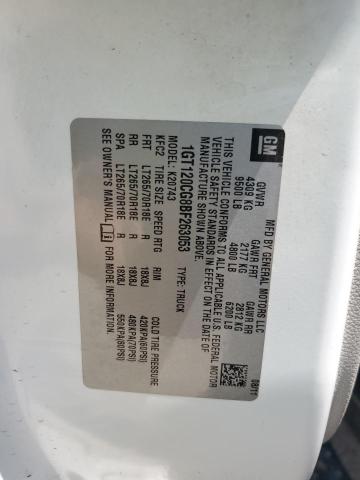 GM
MFD BY GENERAL MOTORS LLC
08/11
GVWR GAWR FRT GAWR RR
4309 KG 2177 KG 2812 KG
9500 LB 4800 LB 6200 LB
THIS VEHICLE CONFORMS TO ALL APPLICABLE U.S. FEDERAL MOTOR
VEHICLE SAFETY STANDARDS IN EFFECT ON THE DATE OF
MANUFACTURE SHOWN ABOVE.
1GT12DCG8BF263053 TYPE: TRUCK
K20743
KFC2 TIRE SIZE SPEED RTG RIM COLD TIRE PRESSURE
FRT LT265/70R18E R 18X8J 420KPA(60PSI)
RR LT265/70R18E R 18X8J 480KPA(70PSI)
SPA LT265/70R18E R 18X8J 550KPA(80PSI)
SEE OWNER'S MANUAL FOR MORE INFORMATION.